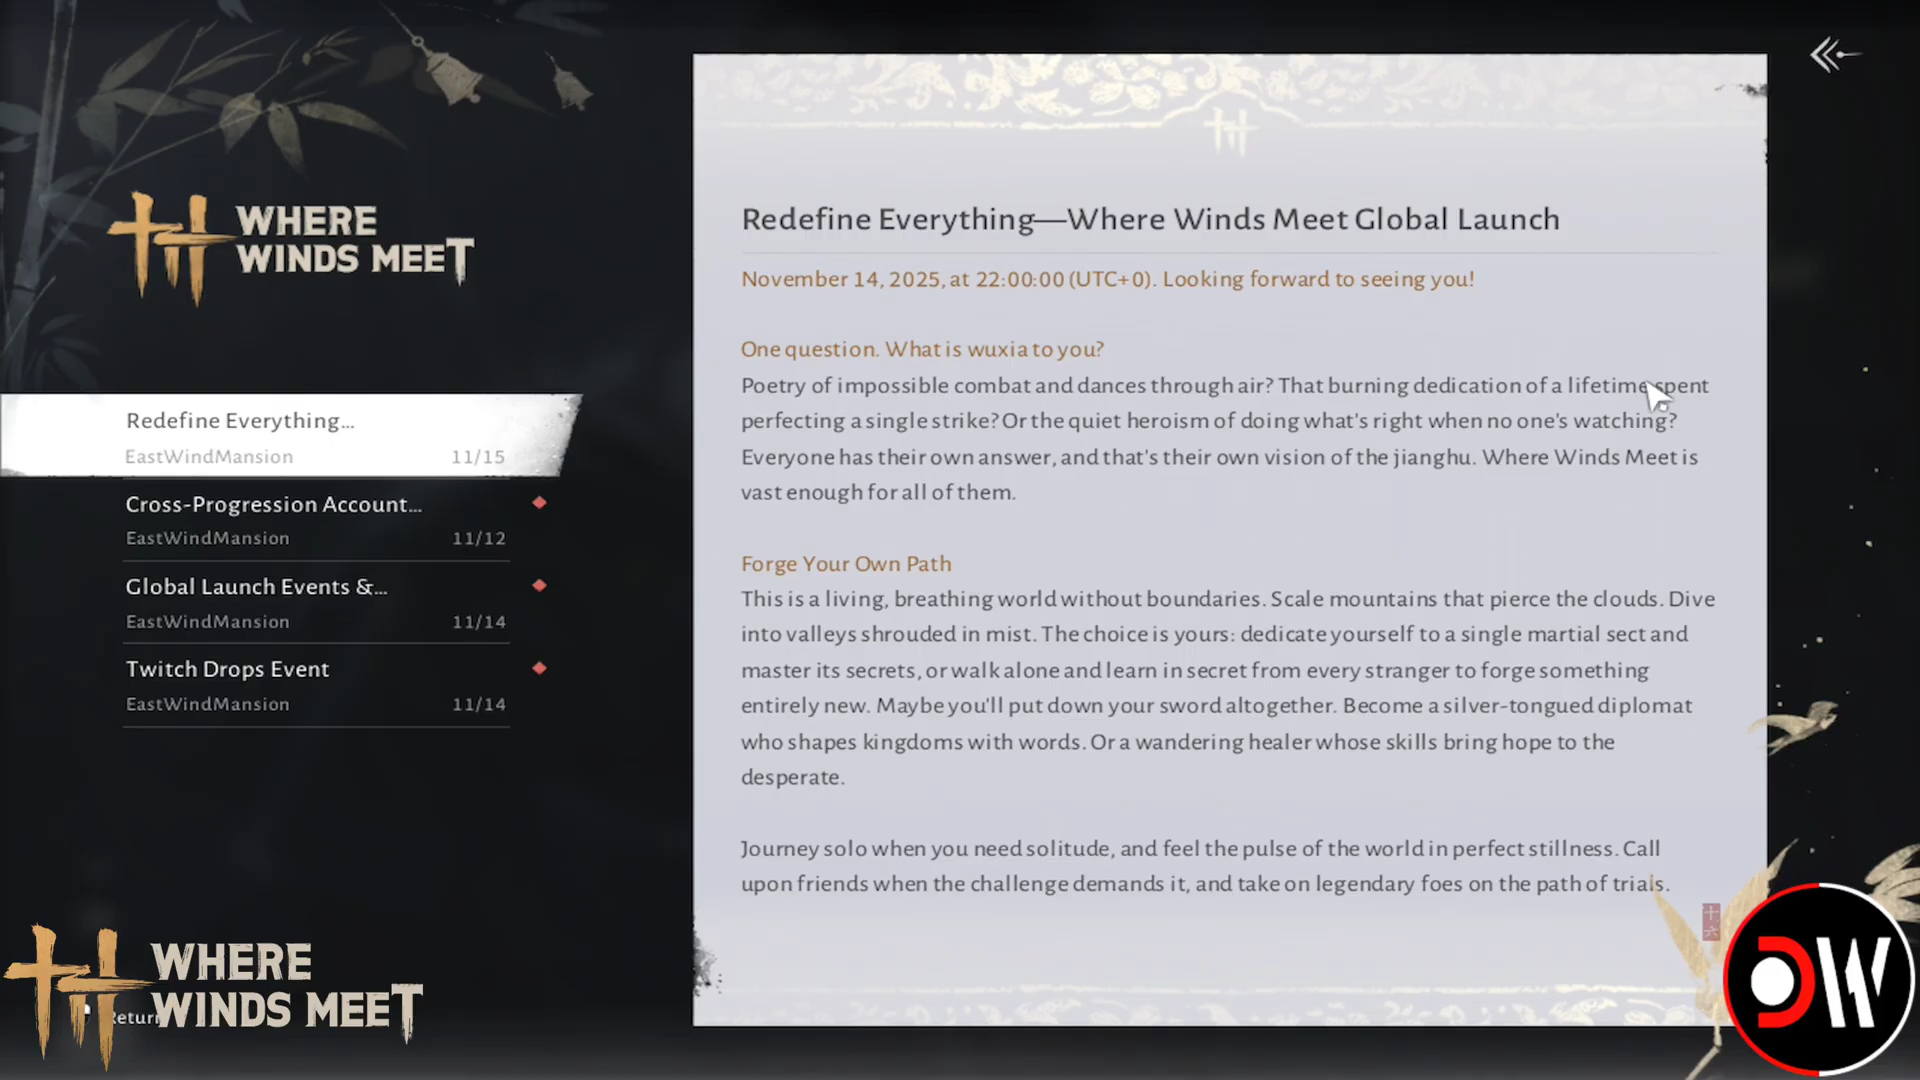 WHERE
WINDS MEET
Redefine Everything...
EastWindMansion 11/15
Cross-Progression Account...
EastWindMansion 11/12
Global Launch Events &...
EastWindMansion 11/14
Twitch Drops Event
EastWindMansion 11/14
Redefine Everything—Where Winds Meet Global Launch
November 14, 2025, at 22:00:00 (UTC+0). Looking forward to seeing you!
One question. What is wuxia to you?
Poetry of impossible combat and dances through air? That burning dedication of a lifetime spent
perfecting a single strike? Or the quiet heroism of doing what's right when no one's watching?
Everyone has their own answer, and that's their own vision of the jianghu. Where Winds Meet is
vast enough for all of them.
Forge Your Own Path
This is a living, breathing world without boundaries. Scale mountains that pierce the clouds. Dive
into valleys shrouded in mist. The choice is yours: dedicate yourself to a single martial sect and
master its secrets, or walk alone and learn in secret from every stranger to forge something
entirely new. Maybe you'll put down your sword altogether. Become a silver-tongued diplomat
who shapes kingdoms with words. Or a wandering healer whose skills bring hope to the
desperate.
Journey solo when you need solitude, and feel the pulse of the world in perfect stillness. Call
upon friends when the challenge demands it, and take on legendary foes on the path of trials.
十六
WHERE
WINDS MEET
DW